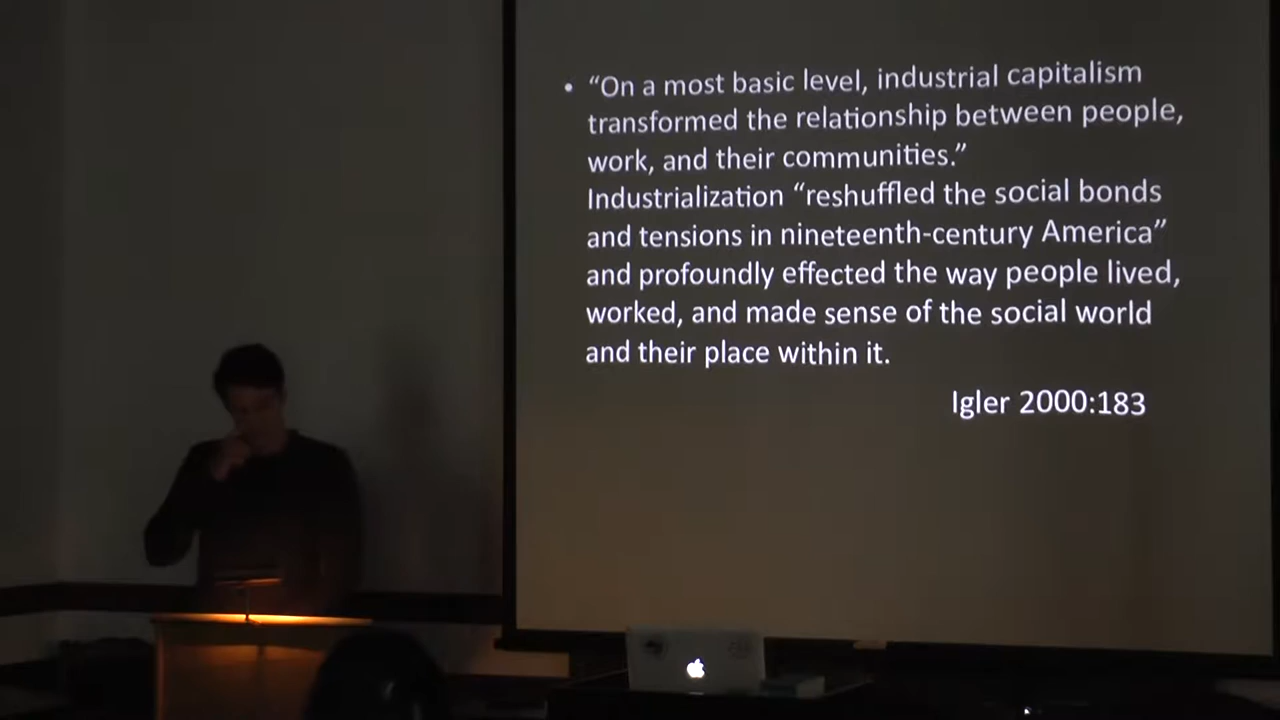 • “On a most basic level, industrial capitalism
transformed the relationship between people,
work, and their communities.”
Industrialization “reshuffled the social bonds
and tensions in nineteenth-century America”
and profoundly effected the way people lived,
worked, and made sense of the social world
and their place within it.
Igler 2000:183